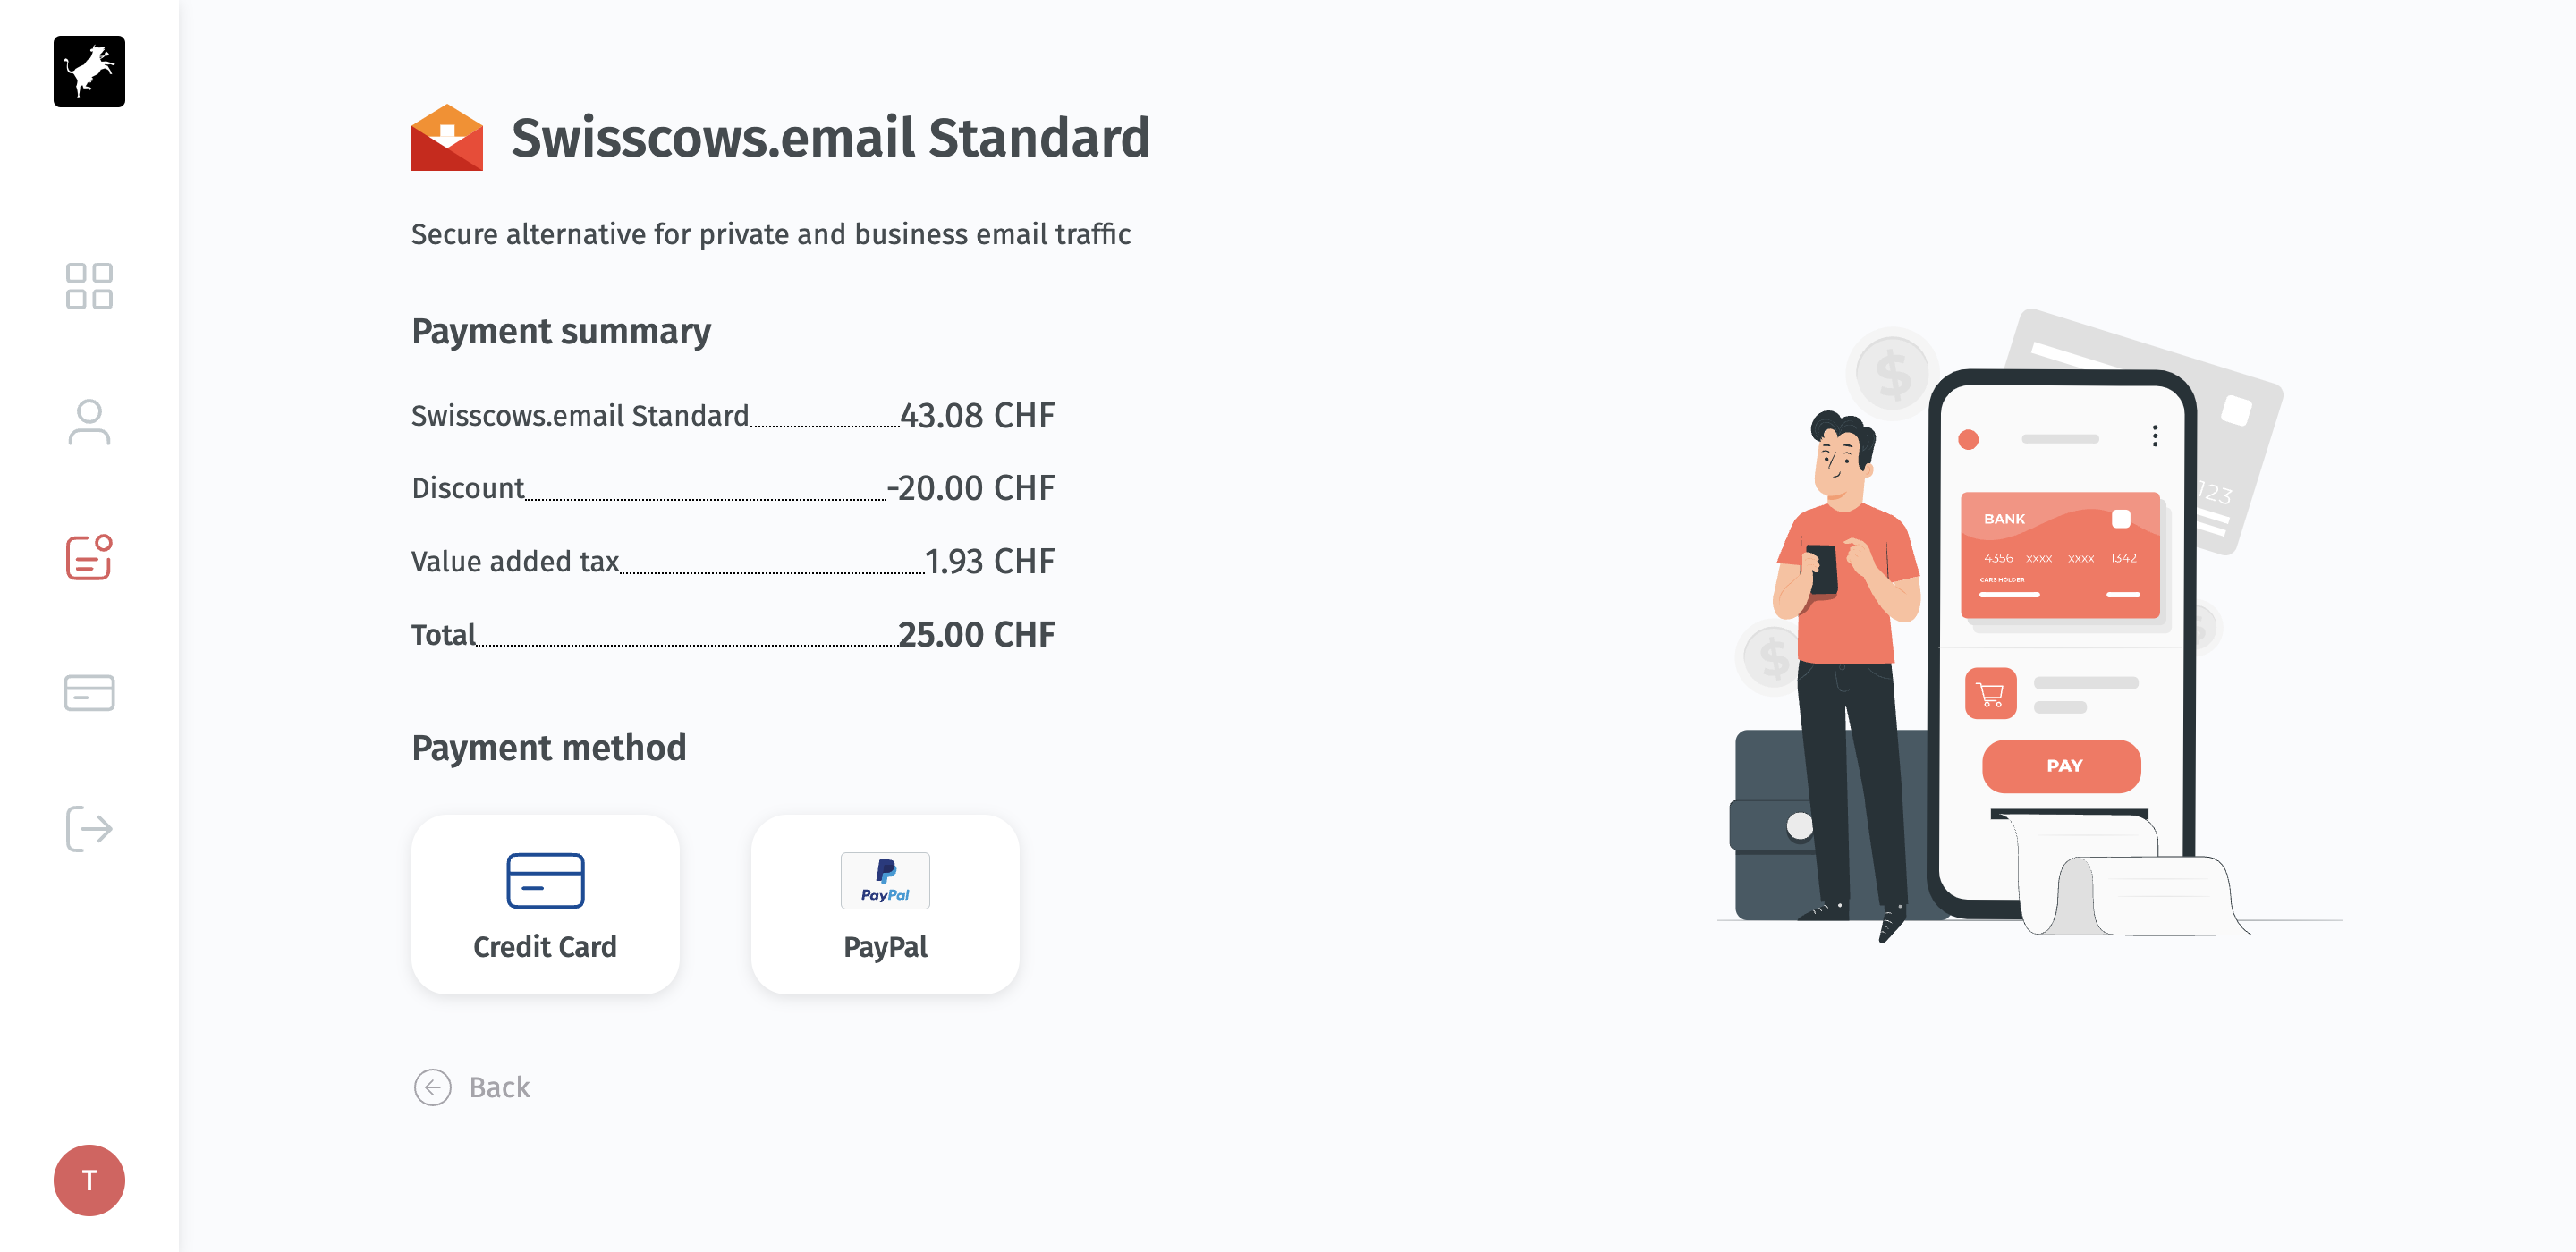 Swisscows.email Standard
Secure alternative for private and business email traffic
Payment summary
Swisscows.email Standard 43.08 CHF
Discount -20.00 CHF
Value added tax 1.93 CHF
Total 25.00 CHF
Payment method
PayPal
Credit Card
PayPal
Back
T
$
$
$
123
BANK
4356 xxxx xxxx 1342
CARS HOLDER
PAY